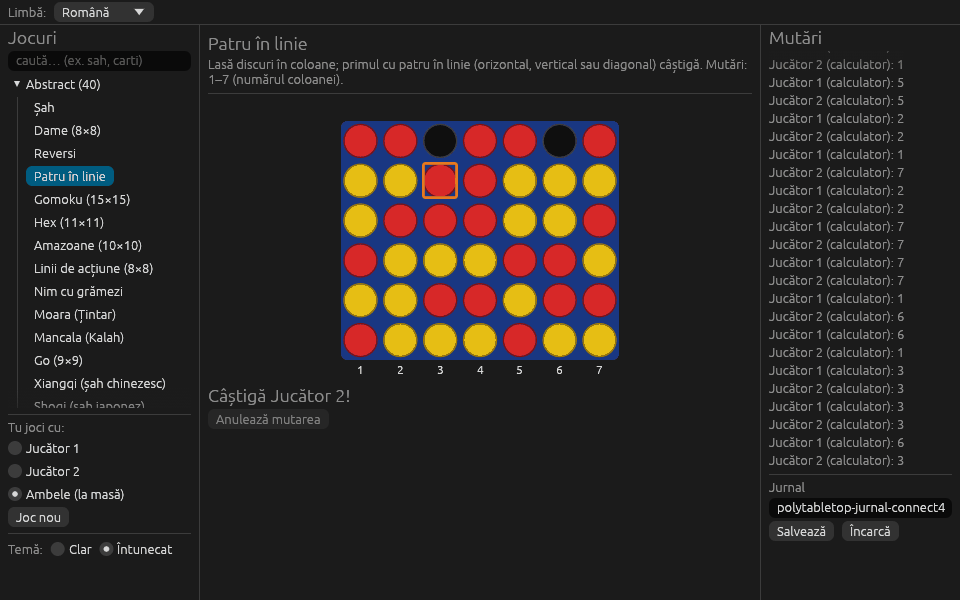 Limbă: Română
Jocuri
caută... (ex. sah, carti)
Abstract (40)
Șah
Dame (8×8)
Reversi
Patru în linie
Gomoku (15×15)
Hex (11×11)
Amazoane (10×10)
Linii de acțiune (8×8)
Nim cu grămezi
Moara (Țintar)
Mancala (Kalah)
Go (9×9)
Xiangqi (șah chinezesc)
Shogi (șah japonez)
Tu joci cu:
Jucător 1
Jucător 2
Ambele (la masă)
Joc nou
Temă: Clar Întunecat
Patru în linie
Lasă discuri în coloane; primul cu patru în linie (orizontal, vertical sau diagonal) câștigă. Mutări:
1–7 (numărul coloanei).
1 2 3 4 5 6 7
Câștigă Jucător 2!
Anulează mutarea
Mutări
Jucător 2 (calculator): 1
Jucător 1 (calculator): 5
Jucător 2 (calculator): 5
Jucător 1 (calculator): 2
Jucător 2 (calculator): 2
Jucător 1 (calculator): 1
Jucător 2 (calculator): 7
Jucător 1 (calculator): 2
Jucător 2 (calculator): 2
Jucător 1 (calculator): 7
Jucător 2 (calculator): 7
Jucător 1 (calculator): 7
Jucător 2 (calculator): 7
Jucător 1 (calculator): 1
Jucător 2 (calculator): 6
Jucător 1 (calculator): 6
Jucător 2 (calculator): 1
Jucător 1 (calculator): 3
Jucător 2 (calculator): 3
Jucător 1 (calculator): 3
Jucător 2 (calculator): 3
Jucător 1 (calculator): 6
Jucător 2 (calculator): 3
Jurnal
polytabletop-jurnal-connect4
Salvează Încarcă